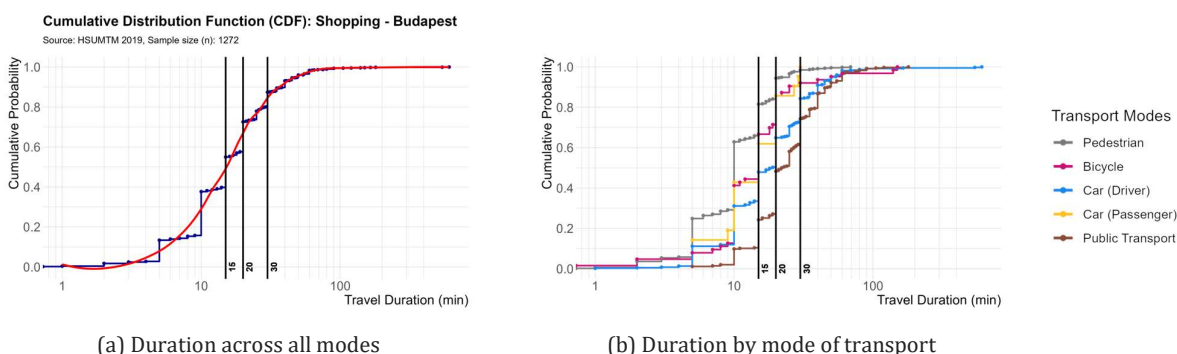 Cumulative Distribution Function (CDF): Shopping - Budapest
Source: HSUMTM 2019, Sample size (n): 1272
Cumulative Probability
1.0
0.8
0.6
0.4
0.2
0.0
15
20
30
1
10
100
Travel Duration (min)
(a) Duration across all modes
Cumulative Probability
1.0
0.8
0.6
0.4
0.2
0.0
15
20
30
1
10
100
Travel Duration (min)
(b) Duration by mode of transport
Transport Modes
Pedestrian
Bicycle
Car (Driver)
Car (Passenger)
Public Transport